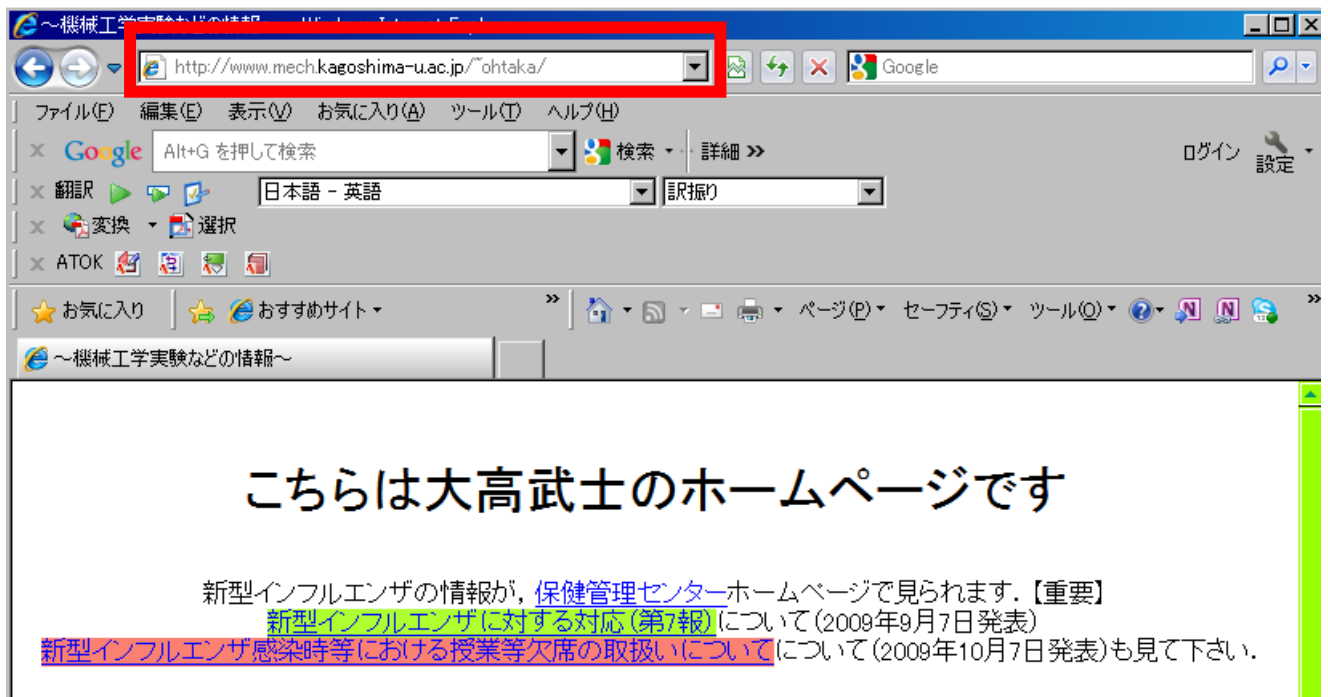 ～機械工学
http://www.mech.kagoshima-u.ac.jp/~ohtaka/
Google
ファイル(F) 編集(E) 表示(V) お気に入り(A) ツール(T) ヘルプ(H)
Google Alt+G を押して検索 検索 詳細 >> ログイン 設定
翻訳 日本語 - 英語 訳振り
変換 選択
ATOK
お気に入り おすすめサイト >> ページ(P) セーフティ(S) ツール(O) >>
～機械工学実験などの情報～
こちらは大高武士のホームページです
新型インフルエンザの情報が，保健管理センターホームページで見られます．【重要】
新型インフルエンザに対する対応(第7報)について(2009年9月7日発表)
新型インフルエンザ感染時等における授業等欠席の取扱いについてについて(2009年10月7日発表)も見て下さい．